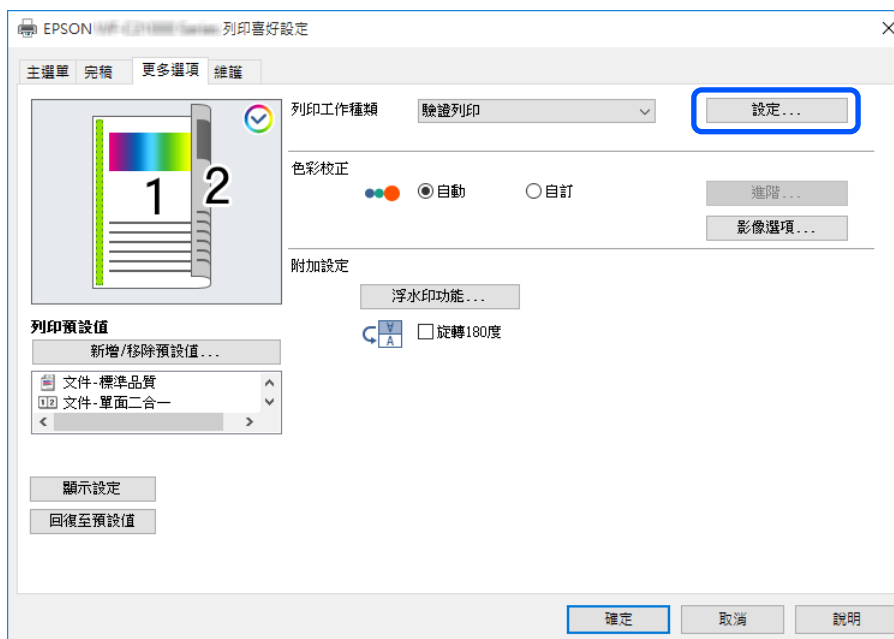 EPSON Series 列印喜好設定
主選單 完稿 更多選項 維護
列印工作種類 驗證列印 設定...
1 2
色彩校正
自動 自訂 進階...
影像選項...
附加設定
浮水印功能...
A A 旋轉180度
列印預設值
新增/移除預設值...
文件-標準品質
1 2 文件-單面二合一
顯示設定
回復至預設值
確定 取消 說明